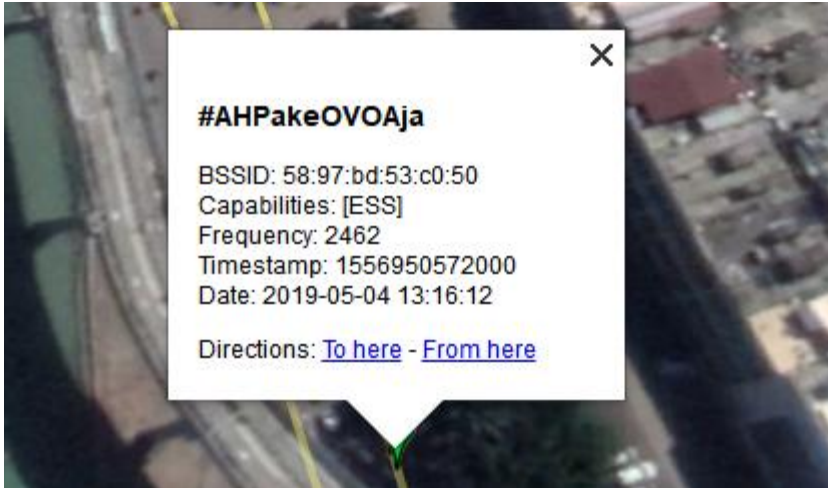 #AHPakeOVOAja
BSSID: 58:97:bd:53:c0:50
Capabilities: [ESS]
Frequency: 2462
Timestamp: 1556950572000
Date: 2019-05-04 13:16:12
Directions: To here - From here